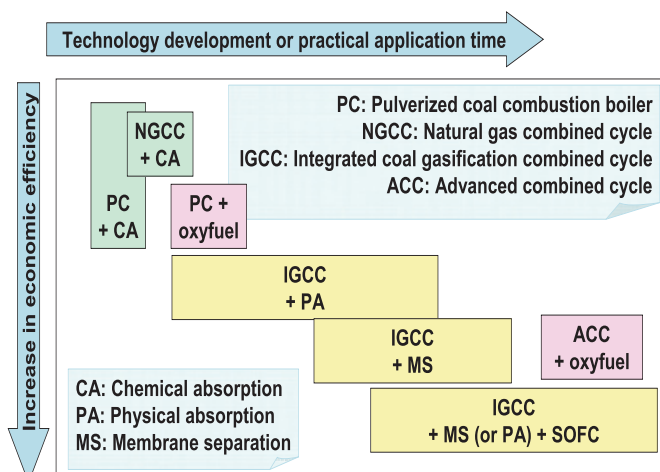 Technology development or practical application time
Increase in economic efficiency
PC: Pulverized coal combustion boiler
NGCC: Natural gas combined cycle
IGCC: Integrated coal gasification combined cycle
ACC: Advanced combined cycle
NGCC
+ CA
PC
+ CA
PC +
oxyfuel
IGCC
+ PA
IGCC
+ MS
ACC
+ oxyfuel
IGCC
+ MS (or PA) + SOFC
CA: Chemical absorption
PA: Physical absorption
MS: Membrane separation